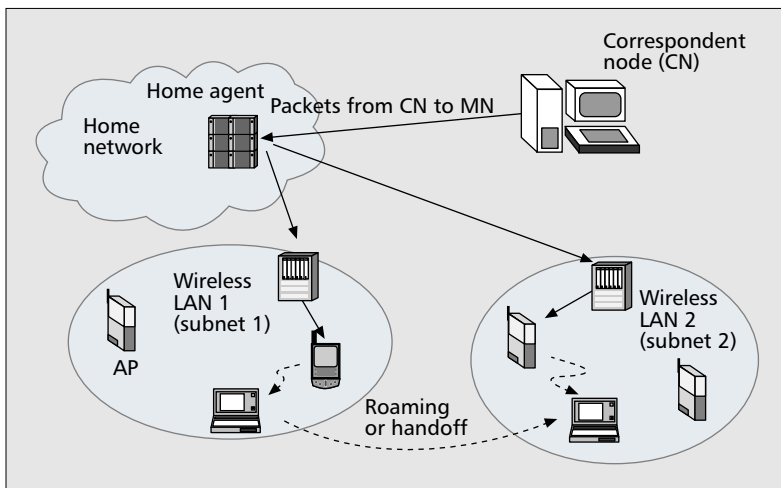 Correspondent
node (CN)
Home agent
Packets from CN to MN
Home
network
Wireless
LAN 1
(subnet 1)
AP
Wireless
LAN 2
(subnet 2)
Roaming
or handoff